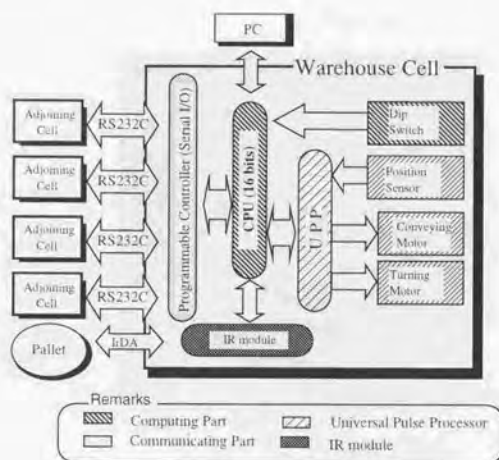 PC
Warehouse Cell
Adjoining
Cell
RS232C
Adjoining
Cell
RS232C
Adjoining
Cell
RS232C
Adjoining
Cell
RS232C
Pallet
IrDA
Programmable Controller (Serial I/O)
CPU (16 bits)
UPP
Dip
Switch
Position
Sensor
Conveying
Motor
Turning
Motor
IR module
Remarks
Computing Part
Universal Pulse Processor
Communicating Part
IR module